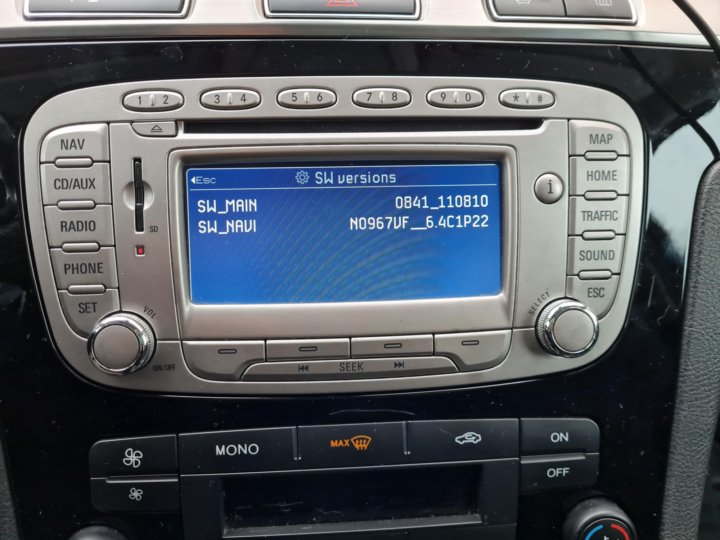 1 2 3 4 5 6 7 8 9 0 * #
NAV
CD/AUX
RADIO
PHONE
SET
SD
VOL
ON/OFF
◄Esc SW versions
SW_MAIN 0841_110810
SW_NAVI NO967VF__6.4C1P22
i
MAP
HOME
TRAFFIC
SOUND
ESC
SELECT
SEEK
MONO
MAX
ON
OFF